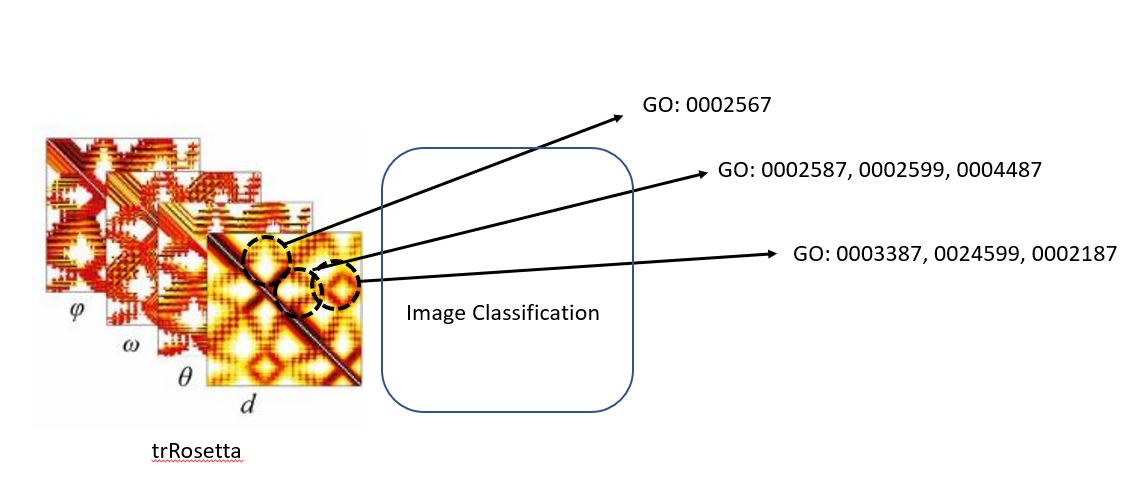 GO: 0002567
GO: 0002587, 0002599, 0004487
GO: 0003387, 0024599, 0002187
Image Classification
φ
ω
θ
d
trRosetta